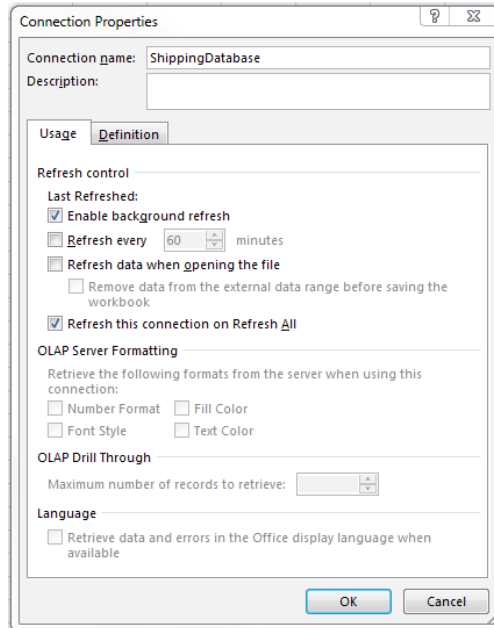 Connection Properties
?
Connection name: ShippingDatabase
Description:
Usage Definition
Refresh control
Last Refreshed:
Enable background refresh
Refresh every 60 minutes
Refresh data when opening the file
Remove data from the external data range before saving the
workbook
Refresh this connection on Refresh All
OLAP Server Formatting
Retrieve the following formats from the server when using this
connection:
Number Format Fill Color
Font Style Text Color
OLAP Drill Through
Maximum number of records to retrieve:
Language
Retrieve data and errors in the Office display language when
available
OK Cancel